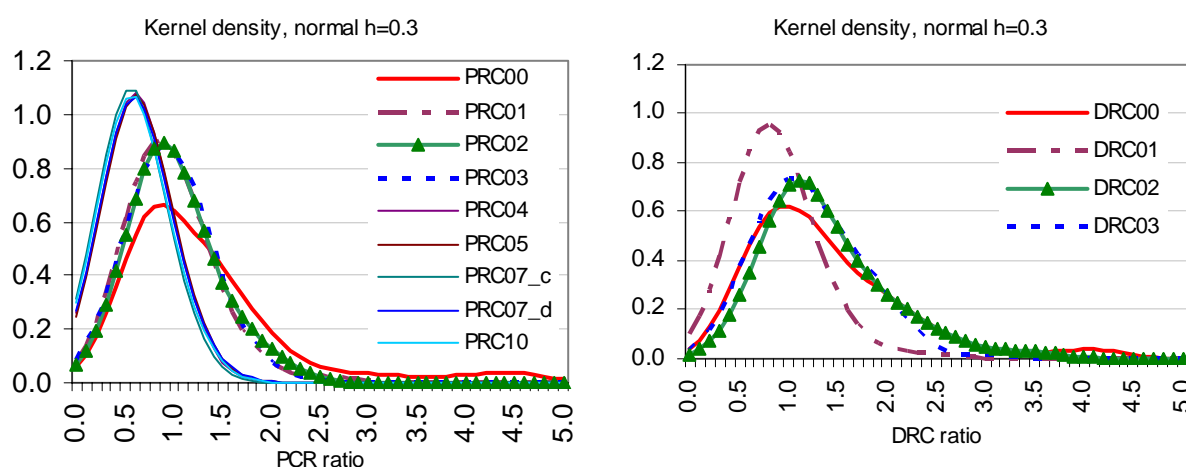 Kernel density, normal h=0.3
1.2
1.0
0.8
0.6
0.4
0.2
0.0
PRC00
PRC01
PRC02
PRC03
PRC04
PRC05
PRC07_c
PRC07_d
PRC10
0.0
0.5
1.0
1.5
2.0
2.5
3.0
3.5
4.0
4.5
5.0
PCR ratio
Kernel density, normal h=0.3
1.2
1.0
0.8
0.6
0.4
0.2
0.0
DRC00
DRC01
DRC02
DRC03
0.0
0.5
1.0
1.5
2.0
2.5
3.0
3.5
4.0
4.5
5.0
DRC ratio